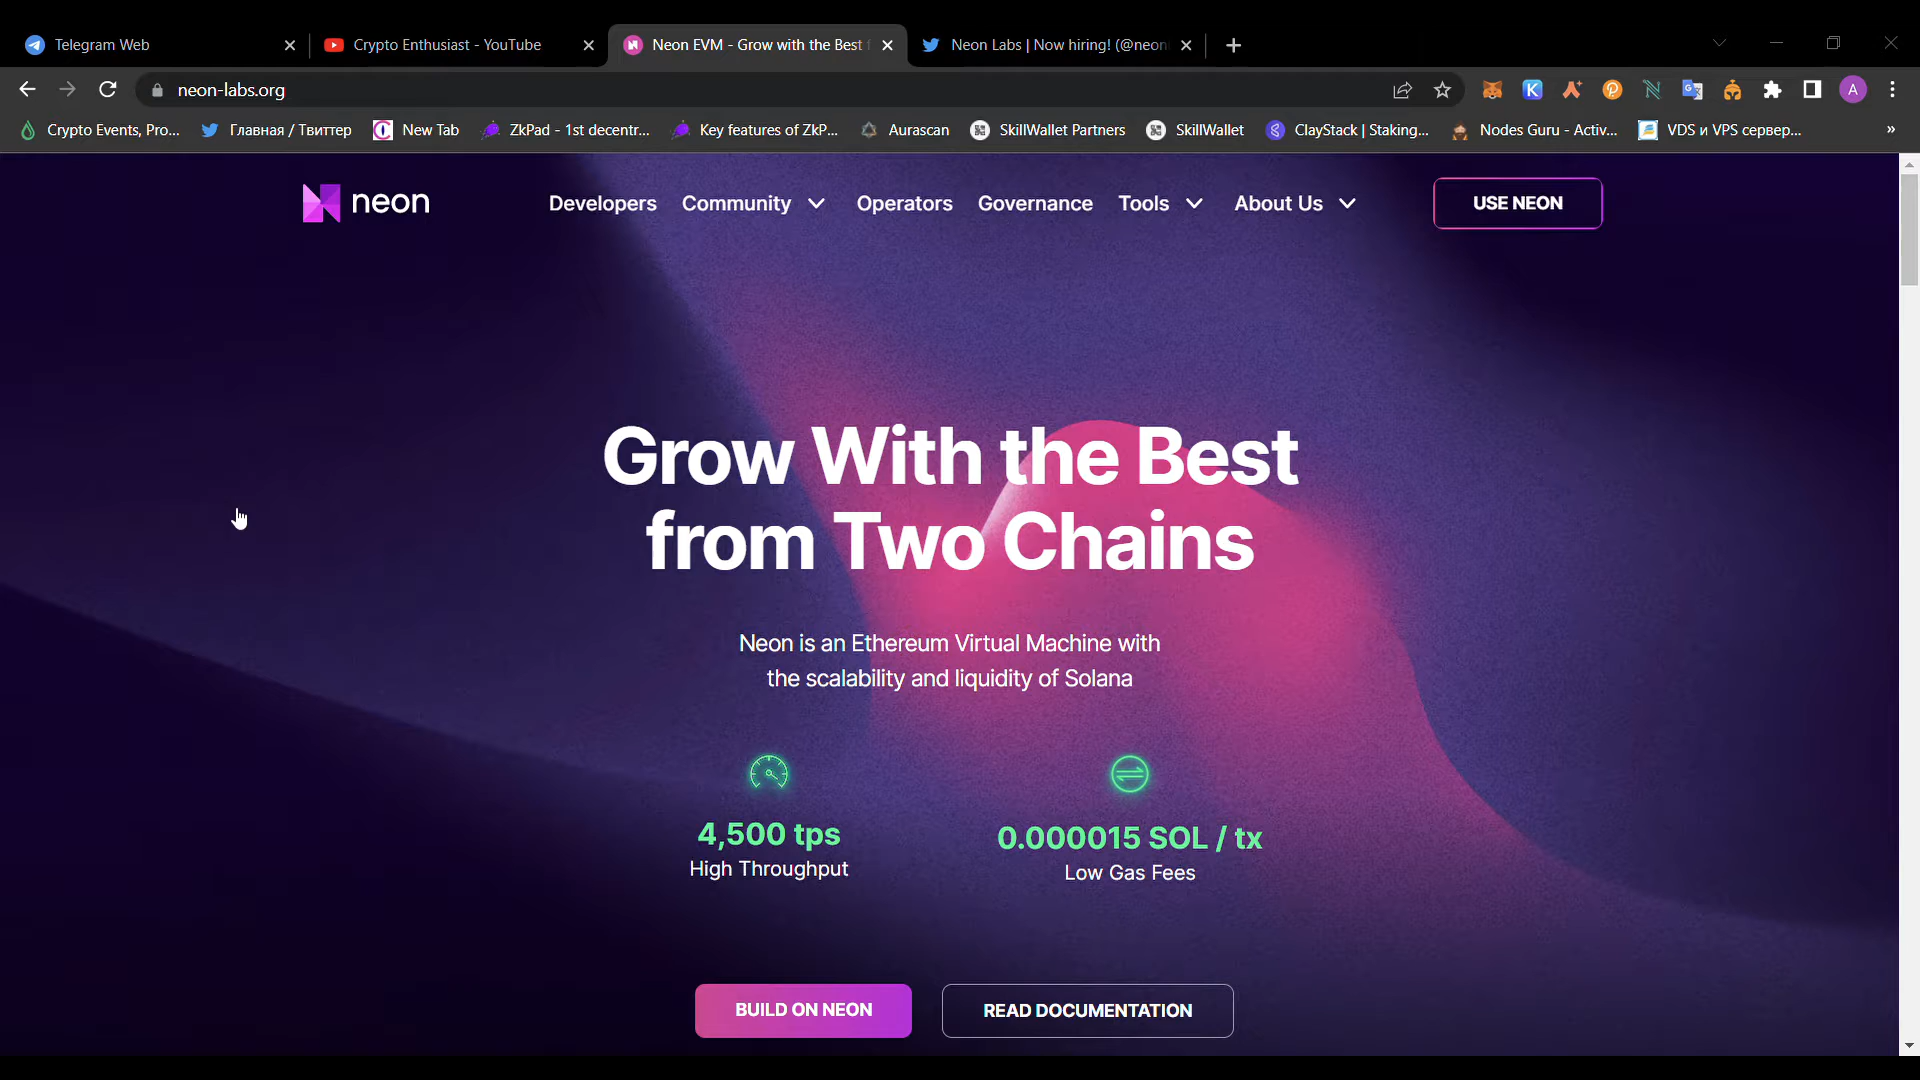 Telegram Web
Crypto Enthusiast - YouTube
Neon EVM - Grow with the Best f
Neon Labs | Now hiring! (@neon
neon-labs.org
A
Crypto Events, Pro...
Главная / Твиттер
New Tab
ZkPad - 1st decentr...
Key features of ZkP...
Aurascan
SkillWallet Partners
SkillWallet
ClayStack | Staking...
Nodes Guru - Activ...
VDS и VPS сервер...
»
neon
Developers
Community
Operators
Governance
Tools
About Us
USE NEON
Grow With the Best
from Two Chains
Neon is an Ethereum Virtual Machine with
the scalability and liquidity of Solana
4,500 tps
High Throughput
0.000015 SOL / tx
Low Gas Fees
BUILD ON NEON
READ DOCUMENTATION